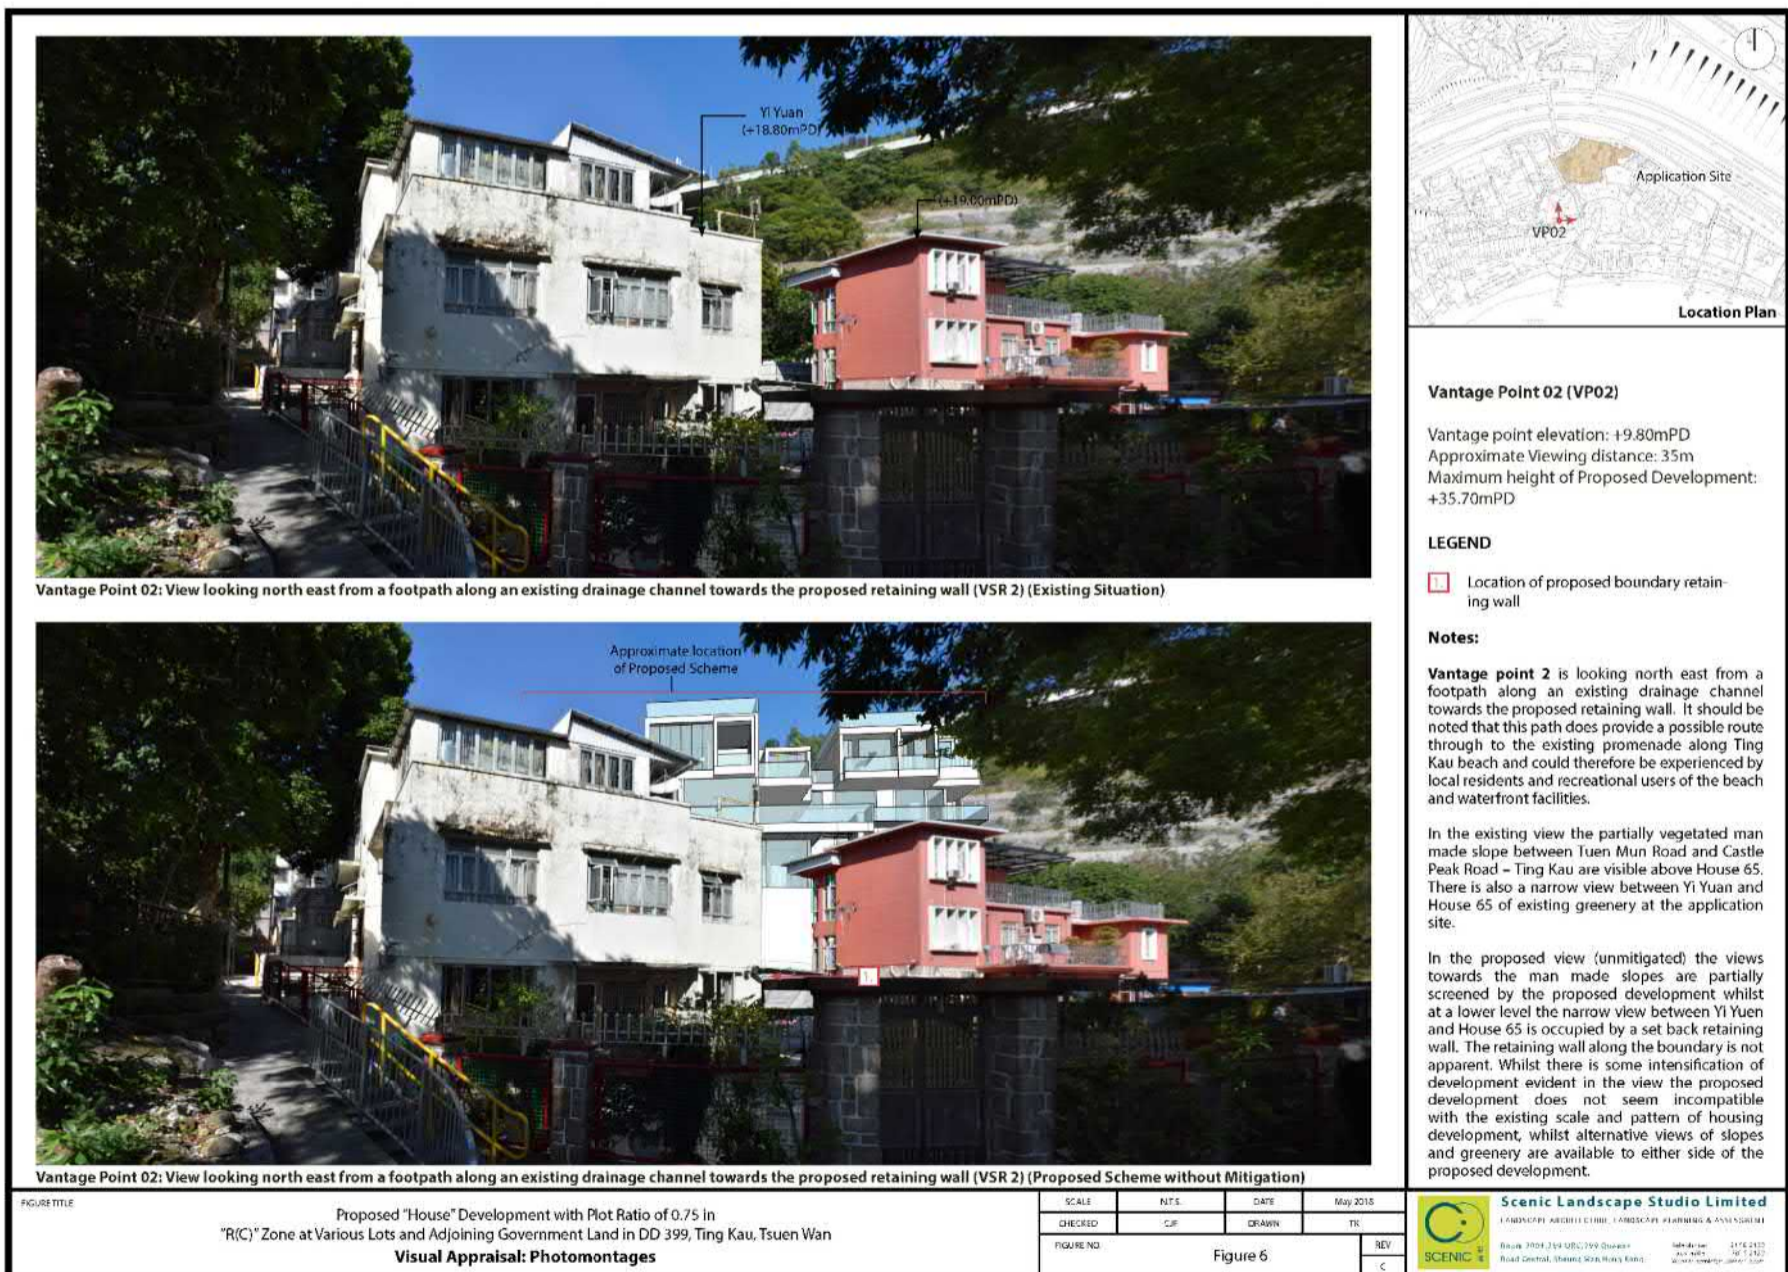 Yi Yuan
(+18.80mPD)
(+19.00mPD)
Vantage Point 02: View looking north east from a footpath along an existing drainage channel towards the proposed retaining wall (VSR 2) (Existing Situation)
Approximate location
of Proposed Scheme
1.
Vantage Point 02: View looking north east from a footpath along an existing drainage channel towards the proposed retaining wall (VSR 2) (Proposed Scheme without Mitigation)
Application Site
VP02
Location Plan
Vantage Point 02 (VP02)
Vantage point elevation: +9.80mPD
Approximate Viewing distance: 35m
Maximum height of Proposed Development:
+35.70mPD
LEGEND
1. Location of proposed boundary retain-
ing wall
Notes:
Vantage point 2 is looking north east from a
footpath along an existing drainage channel
towards the proposed retaining wall. It should be
noted that this path does provide a possible route
through to the existing promenade along Ting
Kau beach and could therefore be experienced by
local residents and recreational users of the beach
and waterfront facilities.
In the existing view the partially vegetated man
made slope between Tuen Mun Road and Castle
Peak Road – Ting Kau are visible above House 65.
There is also a narrow view between Yi Yuan and
House 65 of existing greenery at the application
site.
In the proposed view (unmitigated) the views
towards the man made slopes are partially
screened by the proposed development whilst
at a lower level the narrow view between Yi Yuen
and House 65 is occupied by a set back retaining
wall. The retaining wall along the boundary is not
apparent. Whilst there is some intensification of
development evident in the view the proposed
development does not seem incompatible
with the existing scale and pattern of housing
development, whilst alternative views of slopes
and greenery are available to either side of the
proposed development.
FIGURE TITLE
Proposed "House" Development with Plot Ratio of 0.75 in
"R(C)" Zone at Various Lots and Adjoining Government Land in DD 399, Ting Kau, Tsuen Wan
Visual Appraisal: Photomontages
SCALE N.T.S. DATE May 2018
CHECKED CJF DRAWN TK
FIGURE NO. Figure 6 REV C
SCENIC
Scenic Landscape Studio Limited
LANDSCAPE ARCHITECTURE, LANDSCAPE PLANNING & ASSESSMENT
Road Central, Sheung Wan, Hong Kong